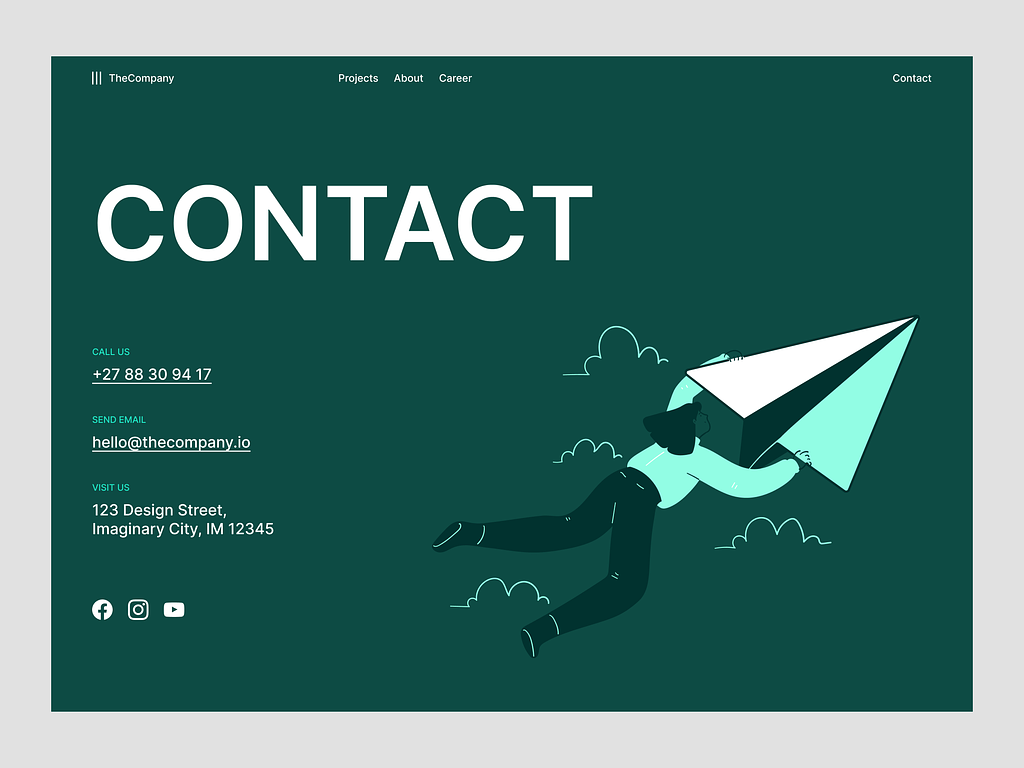 TheCompany
Projects About Career
Contact
CONTACT
CALL US
+27 88 30 94 17
SEND EMAIL
hello@thecompany.io
VISIT US
123 Design Street,
Imaginary City, IM 12345